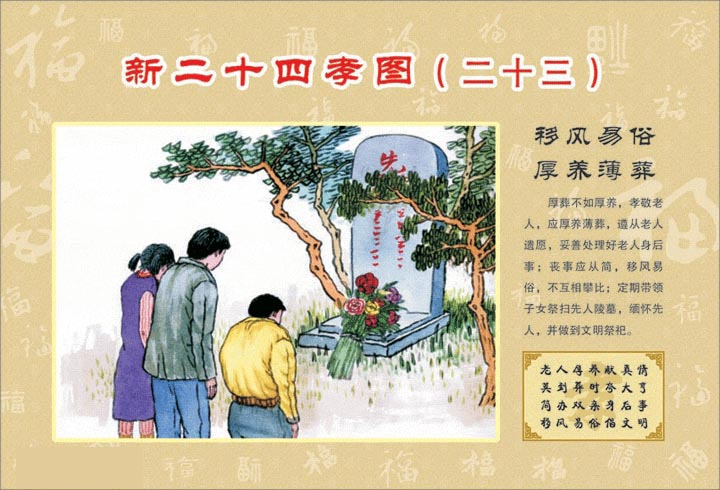 新二十四孝图(二十三)
移风易俗
厚养薄葬
厚葬不如厚养，孝敬老
人，应厚养薄葬，遵从老人
遗愿，妥善处理好老人身后
事；丧事应从简，移风易
俗，不互相攀比；定期带领
子女祭扫先人陵墓，缅怀先
人，并做到文明祭祀。
老人厚养献真情
莫到葬时夸大亨
简办双亲身后事
移风易俗倡文明
先
福